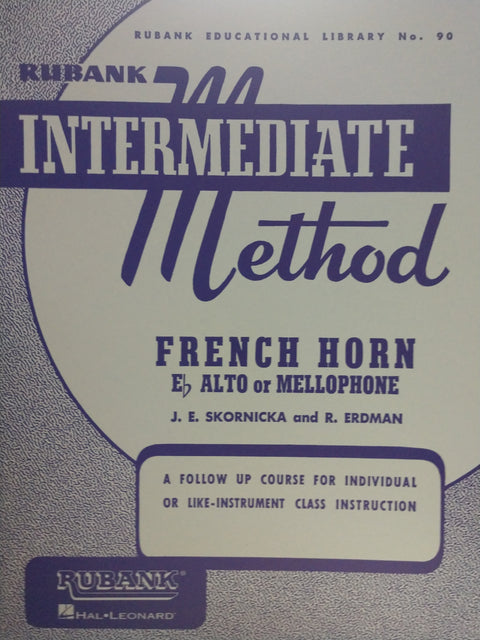 RUBANK EDUCATIONAL LIBRARY No. 90
RUBANK
INTERMEDIATE
Method
FRENCH HORN
E♭ ALTO or MELLOPHONE
J. E. SKORNICKA and R. ERDMAN
A FOLLOW UP COURSE FOR INDIVIDUAL
OR LIKE-INSTRUMENT CLASS INSTRUCTION
RUBANK®
HAL•LEONARD®